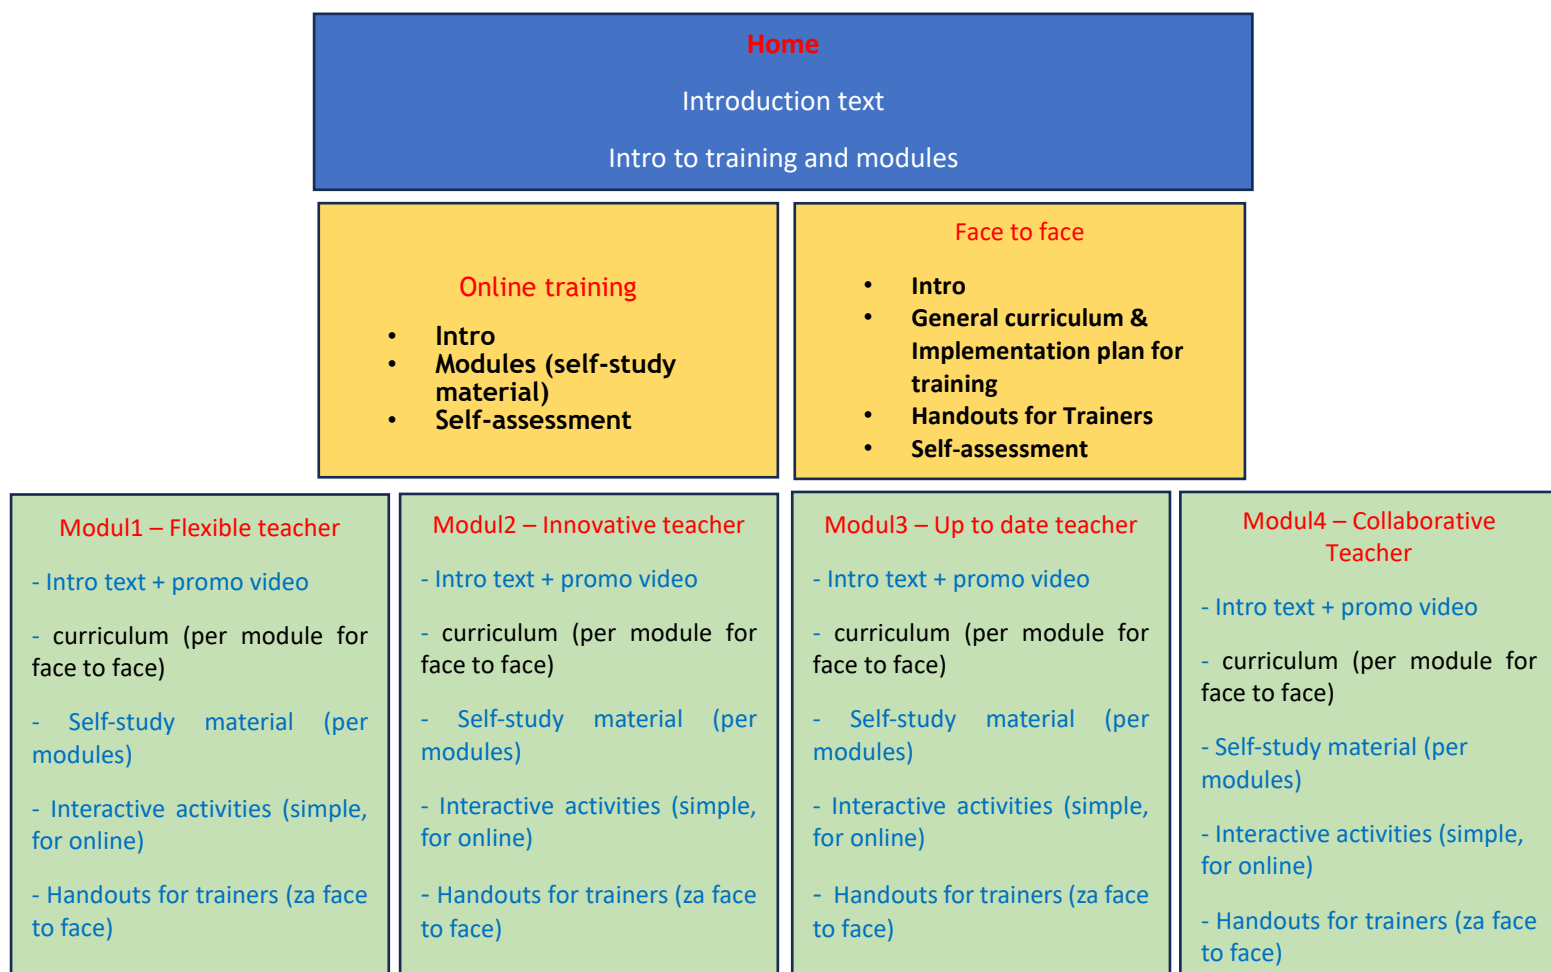 Home
Introduction text
Intro to training and modules
Online training
• Intro
• Modules (self-study
material)
• Self-assessment
Face to face
• Intro
• General curriculum &
Implementation plan for
training
• Handouts for Trainers
• Self-assessment
Modul1 – Flexible teacher
- Intro text + promo video
- curriculum (per module for
face to face)
- Self-study material (per
modules)
- Interactive activities (simple,
for online)
- Handouts for trainers (za face
to face)
Modul2 – Innovative teacher
- Intro text + promo video
- curriculum (per module for
face to face)
- Self-study material (per
modules)
- Interactive activities (simple,
for online)
- Handouts for trainers (za face
to face)
Modul3 – Up to date teacher
- Intro text + promo video
- curriculum (per module for
face to face)
- Self-study material (per
modules)
- Interactive activities (simple,
for online)
- Handouts for trainers (za face
to face)
Modul4 – Collaborative
Teacher
- Intro text + promo video
- curriculum (per module for
face to face)
- Self-study material (per
modules)
- Interactive activities (simple,
for online)
- Handouts for trainers (za face
to face)